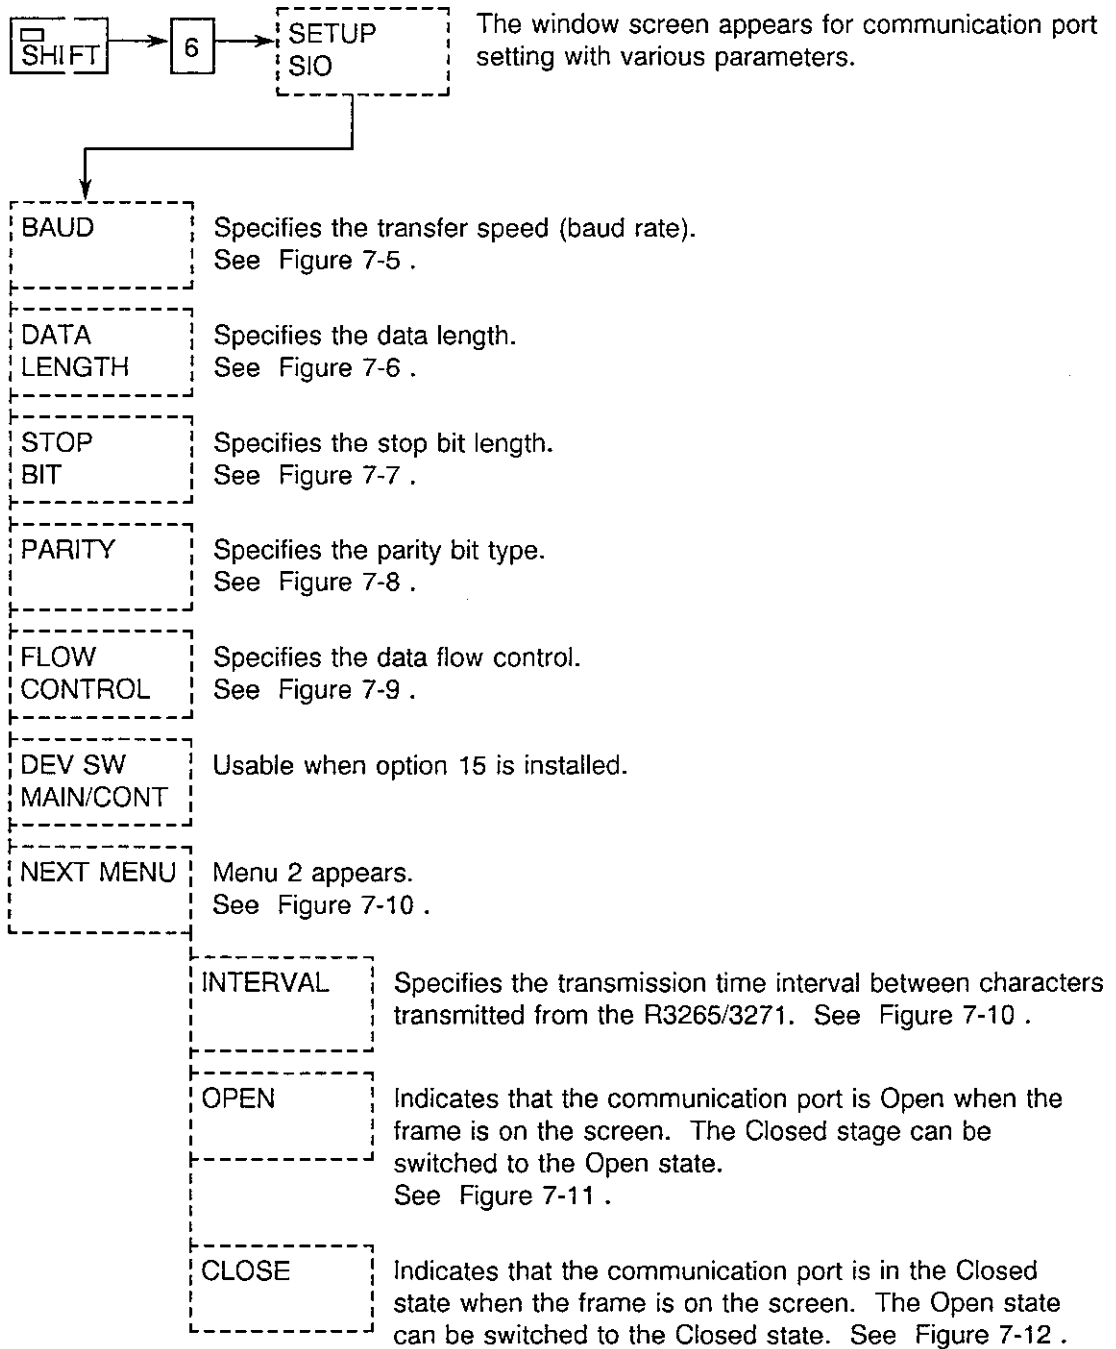 SHIFT
6
SETUP
SIO
The window screen appears for communication port
setting with various parameters.
BAUD
Specifies the transfer speed (baud rate).
See Figure 7-5 .
DATA
LENGTH
Specifies the data length.
See Figure 7-6 .
STOP
BIT
Specifies the stop bit length.
See Figure 7-7 .
PARITY
Specifies the parity bit type.
See Figure 7-8 .
FLOW
CONTROL
Specifies the data flow control.
See Figure 7-9 .
DEV SW
MAIN/CONT
Usable when option 15 is installed.
NEXT MENU
Menu 2 appears.
See Figure 7-10 .
INTERVAL
Specifies the transmission time interval between characters
transmitted from the R3265/3271. See Figure 7-10 .
OPEN
Indicates that the communication port is Open when the
frame is on the screen. The Closed stage can be
switched to the Open state.
See Figure 7-11 .
CLOSE
Indicates that the communication port is in the Closed
state when the frame is on the screen. The Open state
can be switched to the Closed state. See Figure 7-12 .